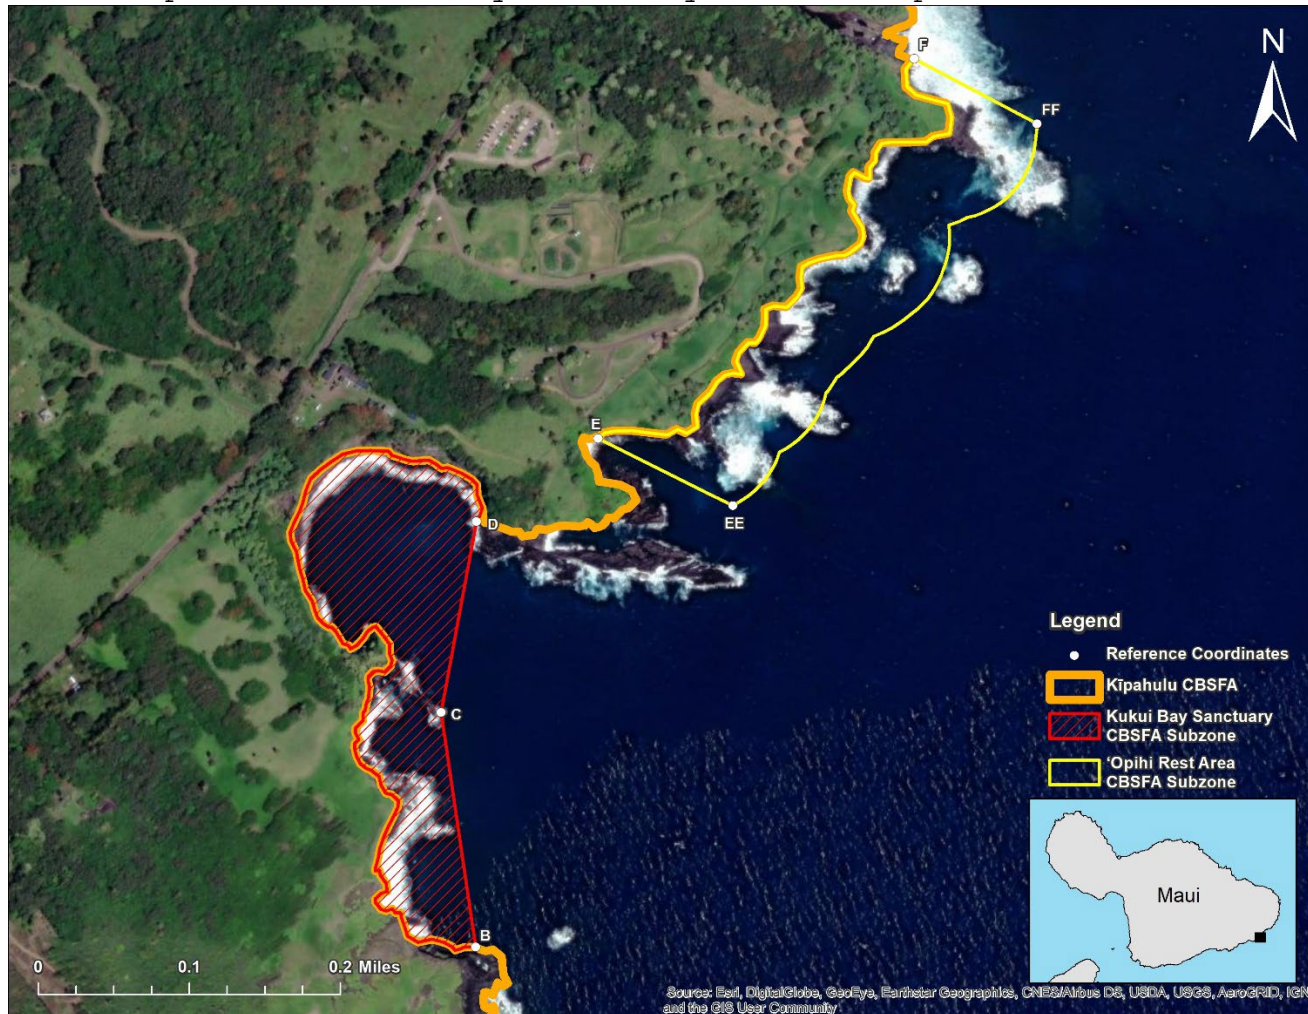 F
N
FF
E
EE
D
C
B
Legend
Reference Coordinates
Kīpahulu CBSFA
Kukui Bay Sanctuary
CBSFA Subzone
ʻOpihi Rest Area
CBSFA Subzone
Maui
0 0.1 0.2 Miles
Source: Esri, DigitalGlobe, GeoEye, Earthstar Geographics, CNES/Airbus DS, USDA, USGS, AeroGRID, IGN
and the GIS User Community